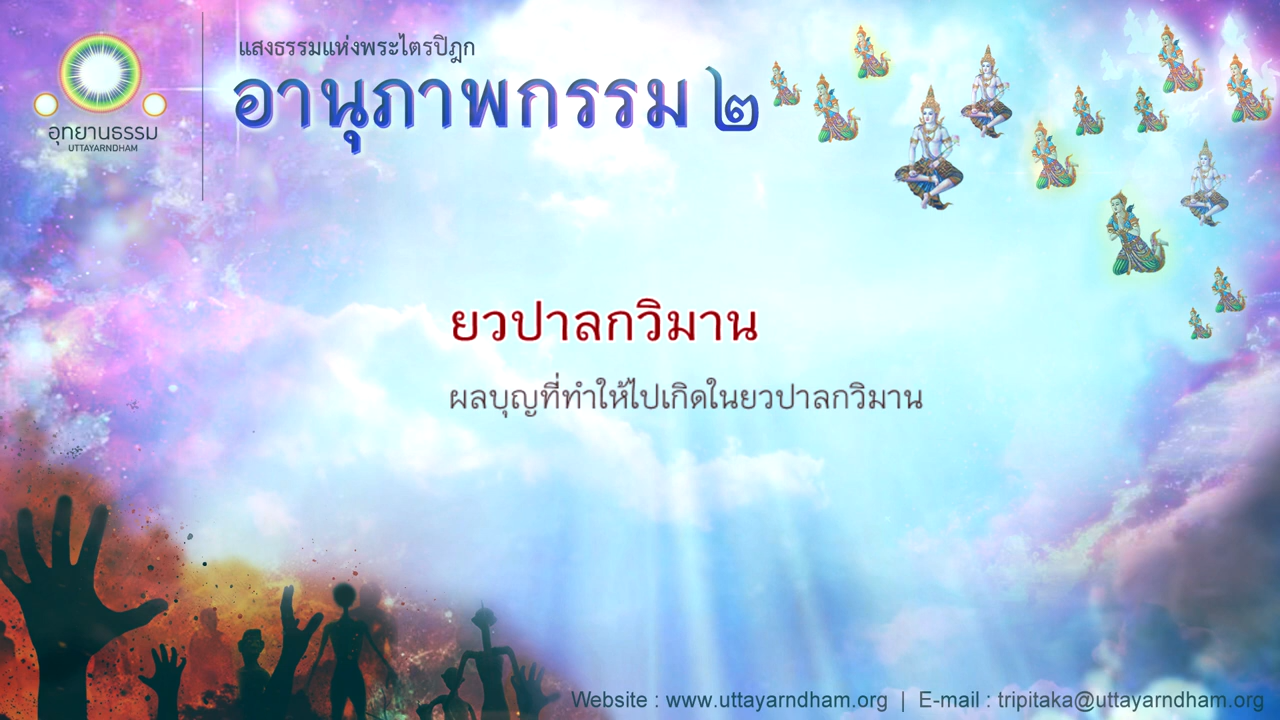 แสงธรรมแห่งพระไตรปิฎก
อานุภาพกรรม ๒
อุทยานธรรม
UTTAYARNDHAM
ยวปาลกวิมาน
ผลบุญที่ทำให้ไปเกิดในยวปาลกวิมาน
Website : www.uttayarndham.org | E-mail : tripitaka@uttayarndham.org